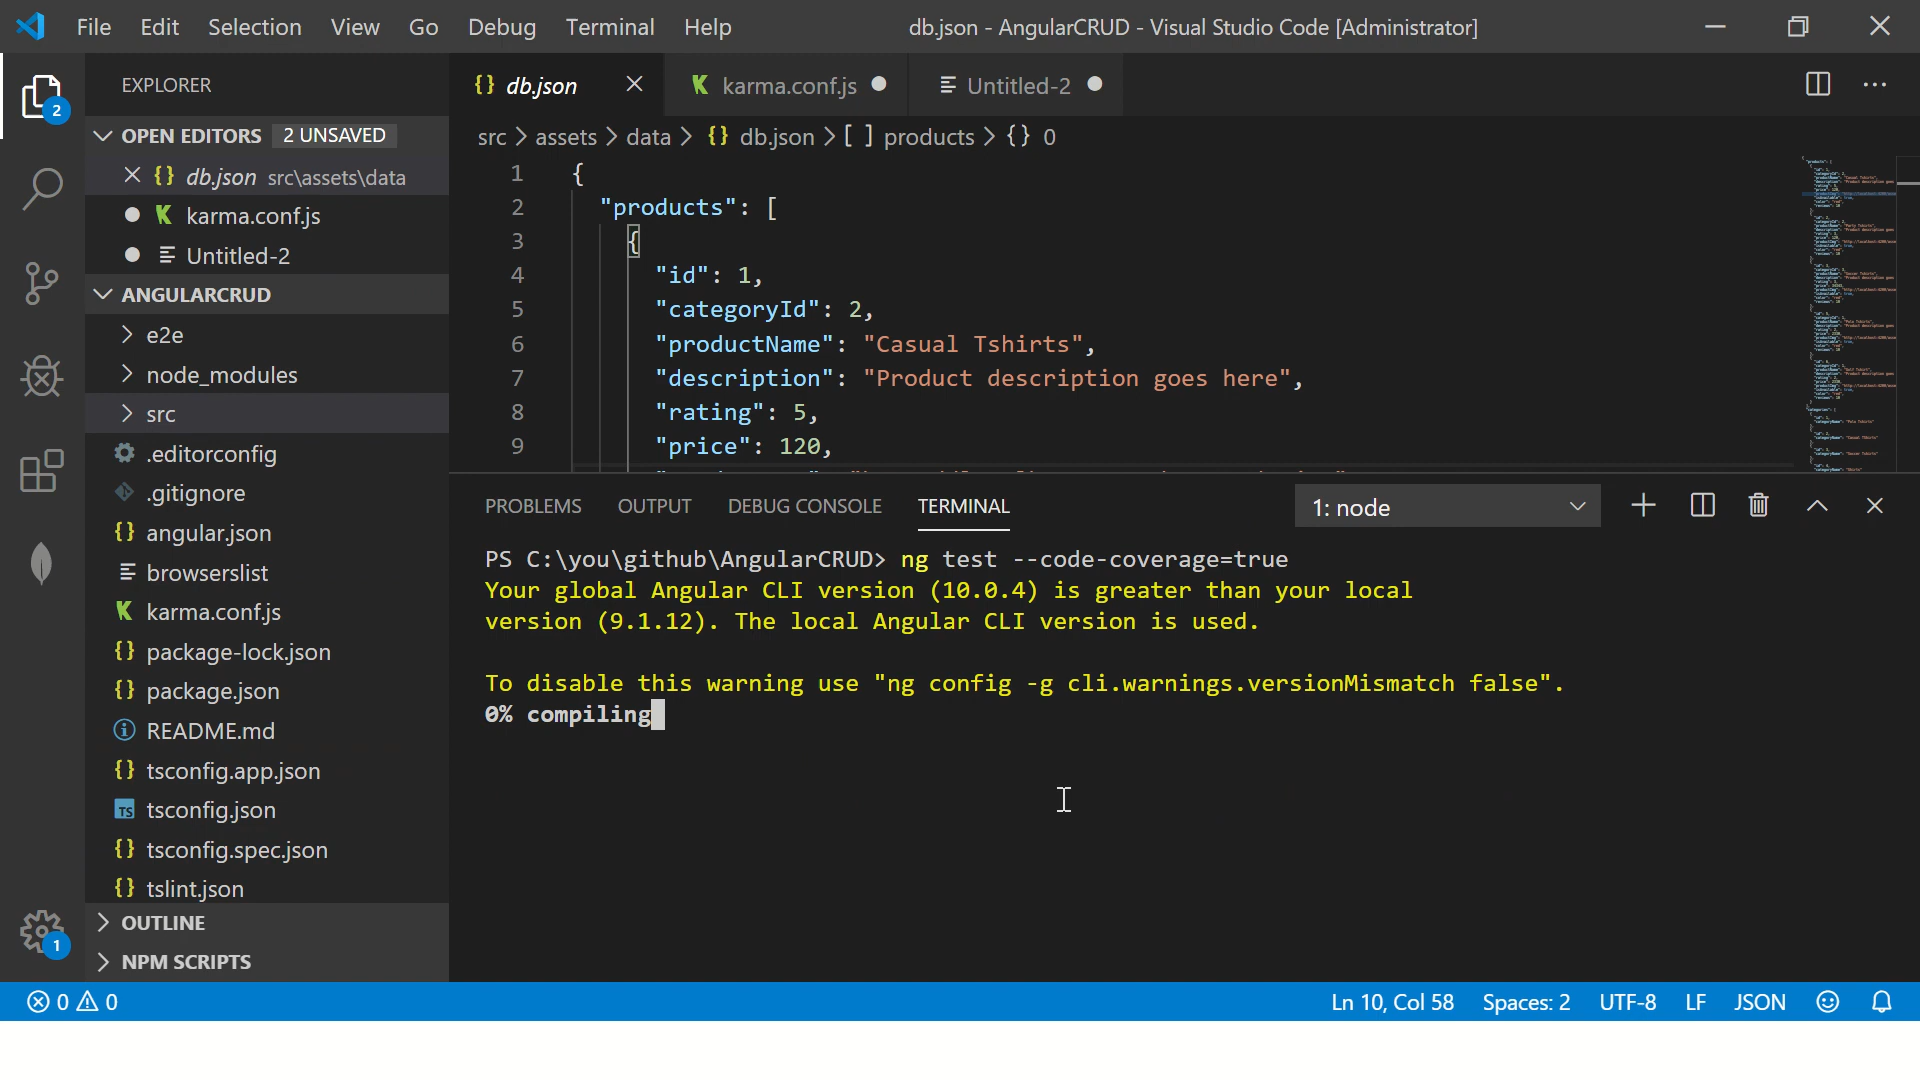 File Edit Selection View Go Debug Terminal Help
db.json - AngularCRUD - Visual Studio Code [Administrator]
EXPLORER
2
OPEN EDITORS 2 UNSAVED
db.json src\assets\data
karma.conf.js
Untitled-2
ANGULARCRUD
e2e
node_modules
src
.editorconfig
.gitignore
angular.json
browserslist
karma.conf.js
package-lock.json
package.json
README.md
tsconfig.app.json
tsconfig.json
tsconfig.spec.json
tslint.json
OUTLINE
NPM SCRIPTS
1
{} db.json karma.conf.js Untitled-2
src > assets > data > {} db.json > [ ] products > {} 0
1 {
2 "products": [
3 {
4 "id": 1,
5 "categoryId": 2,
6 "productName": "Casual Tshirts",
7 "description": "Product description goes here",
8 "rating": 5,
9 "price": 120,
PROBLEMS OUTPUT DEBUG CONSOLE TERMINAL 1: node
PS C:\you\github\AngularCRUD> ng test --code-coverage=true
Your global Angular CLI version (10.0.4) is greater than your local
version (9.1.12). The local Angular CLI version is used.
To disable this warning use "ng config -g cli.warnings.versionMismatch false".
0% compiling
0 0 Ln 10, Col 58 Spaces: 2 UTF-8 LF JSON